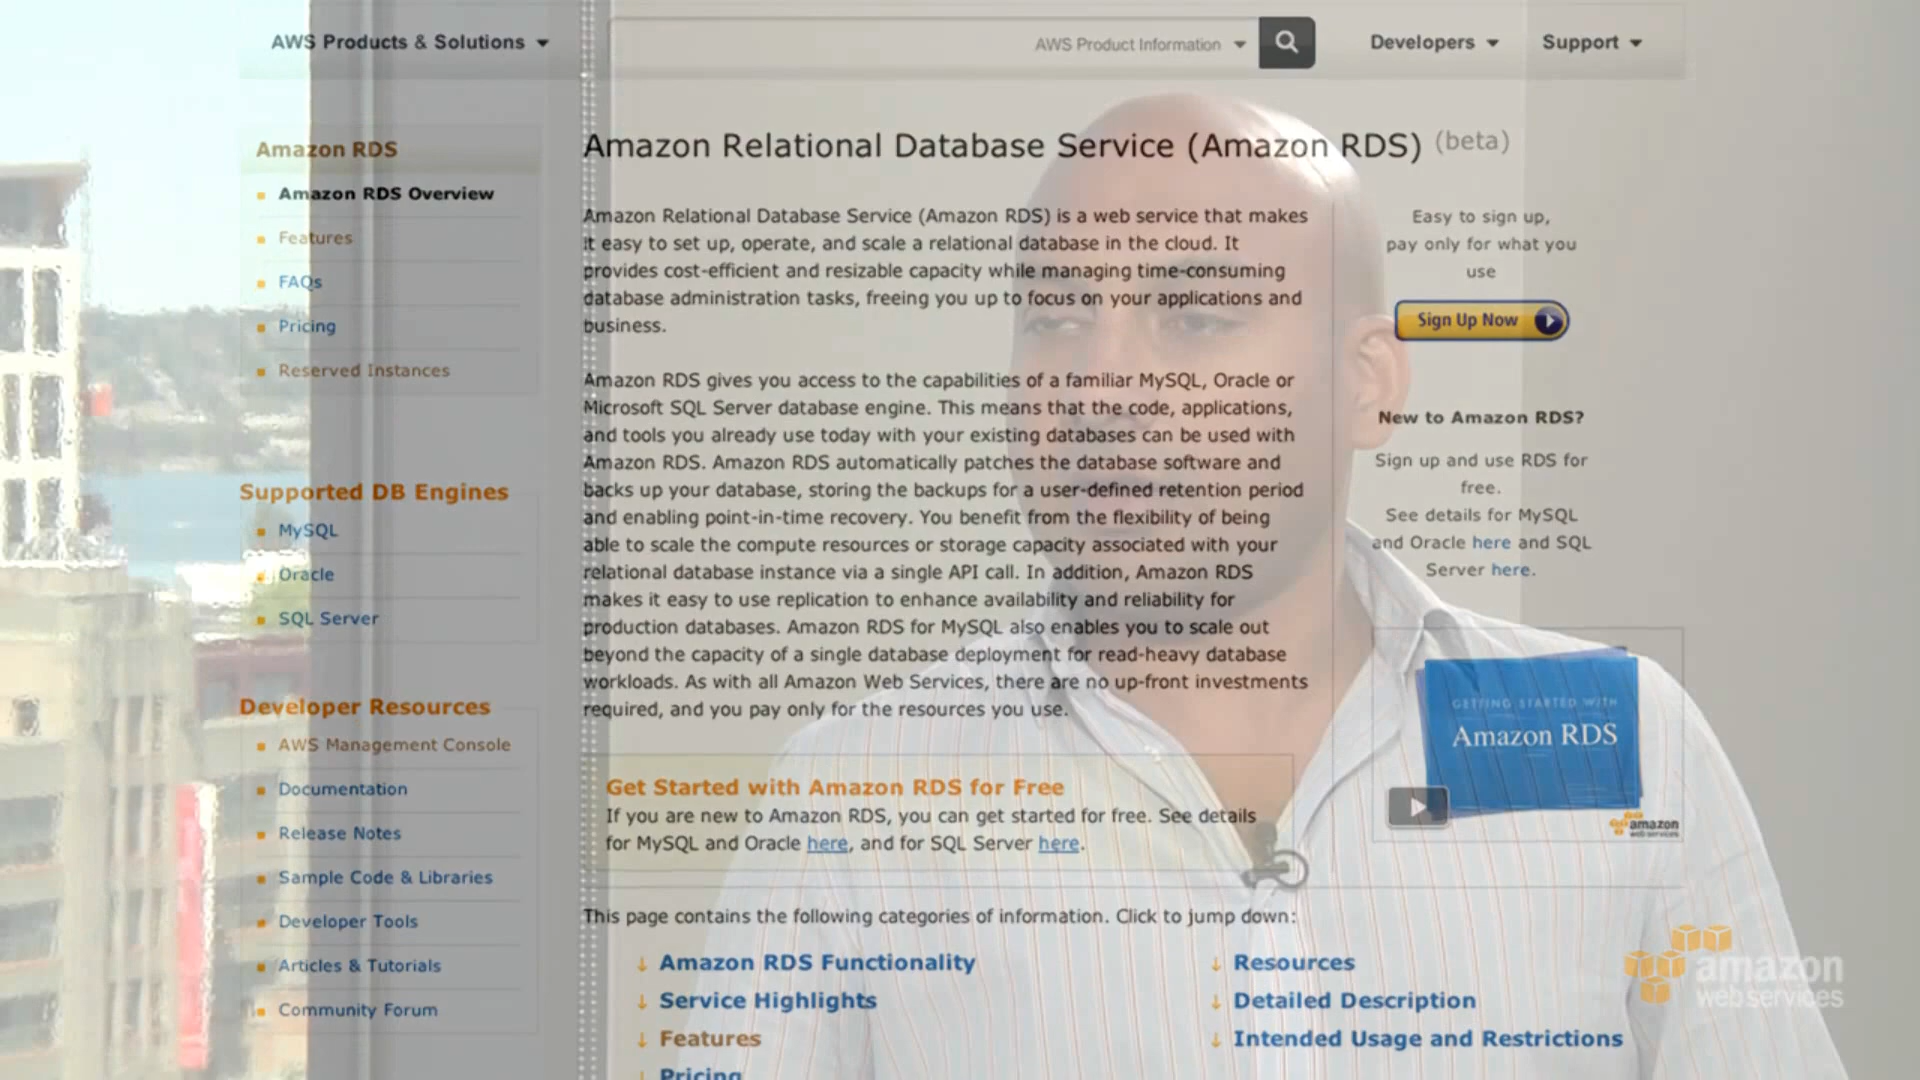 AWS Products & Solutions
AWS Product Information
Developers
Support
Amazon RDS
Amazon RDS Overview
Features
FAQs
Pricing
Reserved Instances
Supported DB Engines
MySQL
Oracle
SQL Server
Developer Resources
AWS Management Console
Documentation
Release Notes
Sample Code & Libraries
Developer Tools
Articles & Tutorials
Community Forum
Amazon Relational Database Service (Amazon RDS) (beta)
Amazon Relational Database Service (Amazon RDS) is a web service that makes
it easy to set up, operate, and scale a relational database in the cloud. It
provides cost-efficient and resizable capacity while managing time-consuming
database administration tasks, freeing you up to focus on your applications and
business.
Amazon RDS gives you access to the capabilities of a familiar MySQL, Oracle or
Microsoft SQL Server database engine. This means that the code, applications,
and tools you already use today with your existing databases can be used with
Amazon RDS. Amazon RDS automatically patches the database software and
backs up your database, storing the backups for a user-defined retention period
and enabling point-in-time recovery. You benefit from the flexibility of being
able to scale the compute resources or storage capacity associated with your
relational database instance via a single API call. In addition, Amazon RDS
makes it easy to use replication to enhance availability and reliability for
production databases. Amazon RDS for MySQL also enables you to scale out
beyond the capacity of a single database deployment for read-heavy database
workloads. As with all Amazon Web Services, there are no up-front investments
required, and you pay only for the resources you use.
Get Started with Amazon RDS for Free
If you are new to Amazon RDS, you can get started for free. See details
for MySQL and Oracle here, and for SQL Server here.
This page contains the following categories of information. Click to jump down:
Amazon RDS Functionality
Service Highlights
Features
Pricing
Resources
Detailed Description
Intended Usage and Restrictions
Easy to sign up,
pay only for what you
use
Sign Up Now
New to Amazon RDS?
Sign up and use RDS for
free.
See details for MySQL
and Oracle here and SQL
Server here.
GETTING STARTED WITH
Amazon RDS
amazon
web services
amazon
web services